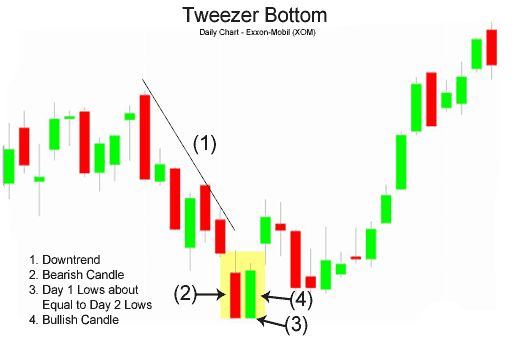 Tweezer Bottom
Daily Chart - Exxon-Mobil (XOM)
(1)
1. Downtrend
2. Bearish Candle
3. Day 1 Lows about
Equal to Day 2 Lows
4. Bullish Candle
(2)
(4)
(3)